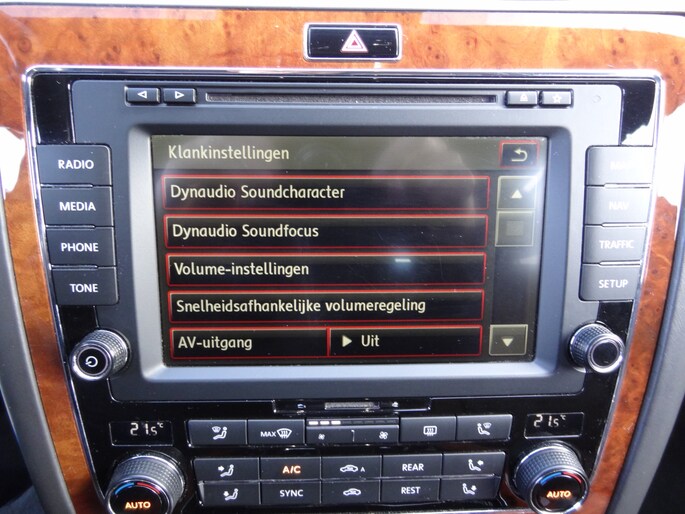 Klankinstellingen
RADIO
MEDIA
PHONE
TONE
Dynaudio Soundcharacter
Dynaudio Soundfocus
Volume-instellingen
Snelheidsafhankelijke volumeregeling
AV-uitgang
Uit
NAV
TRAFFIC
SETUP
21.5°C
MAX
21.5°C
A/C
A
REAR
SYNC
REST
AUTO
AUTO